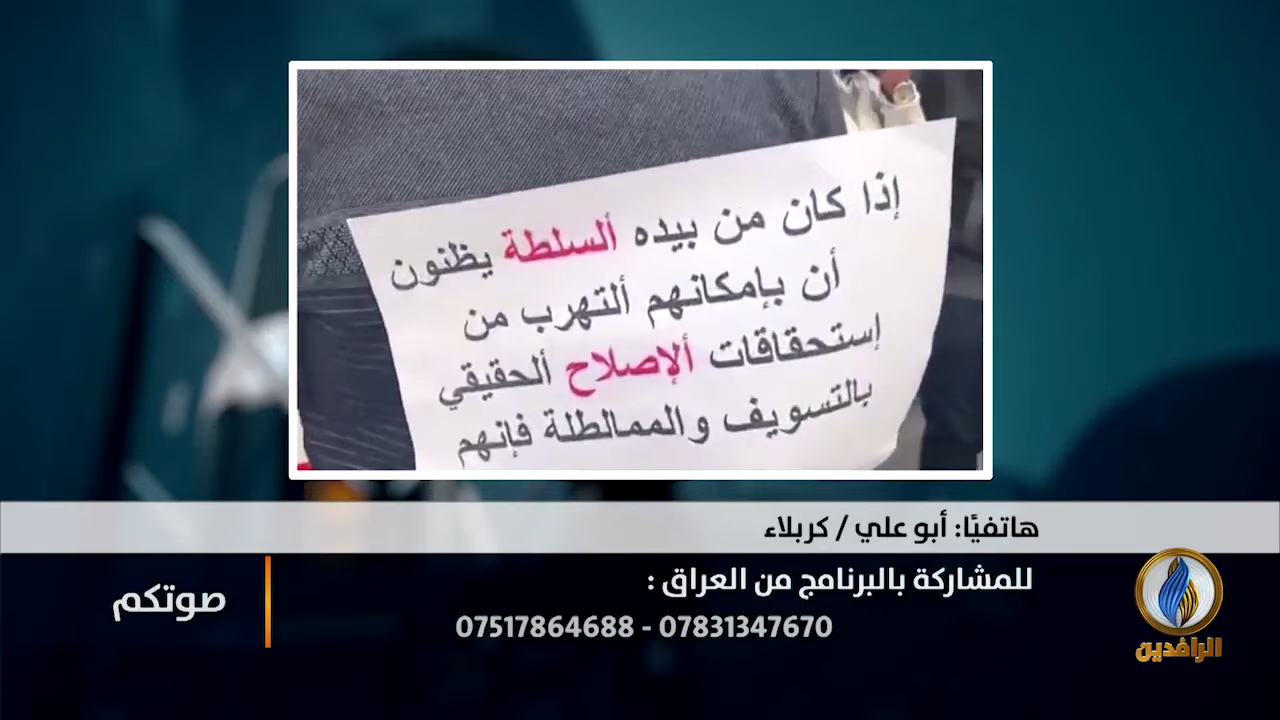 إذا كان من بيده ألسلطة يظنون
أن بإمكانهم ألتهرب من
إستحقاقات ألإصلاح ألحقيقي
بالتسويف والممالطلة فإنهم
هاتفيًا: أبو علي / كربلاء
للمشاركة بالبرنامج من العراق :
07517864688 - 07831347670
صوتكم
الرافدين